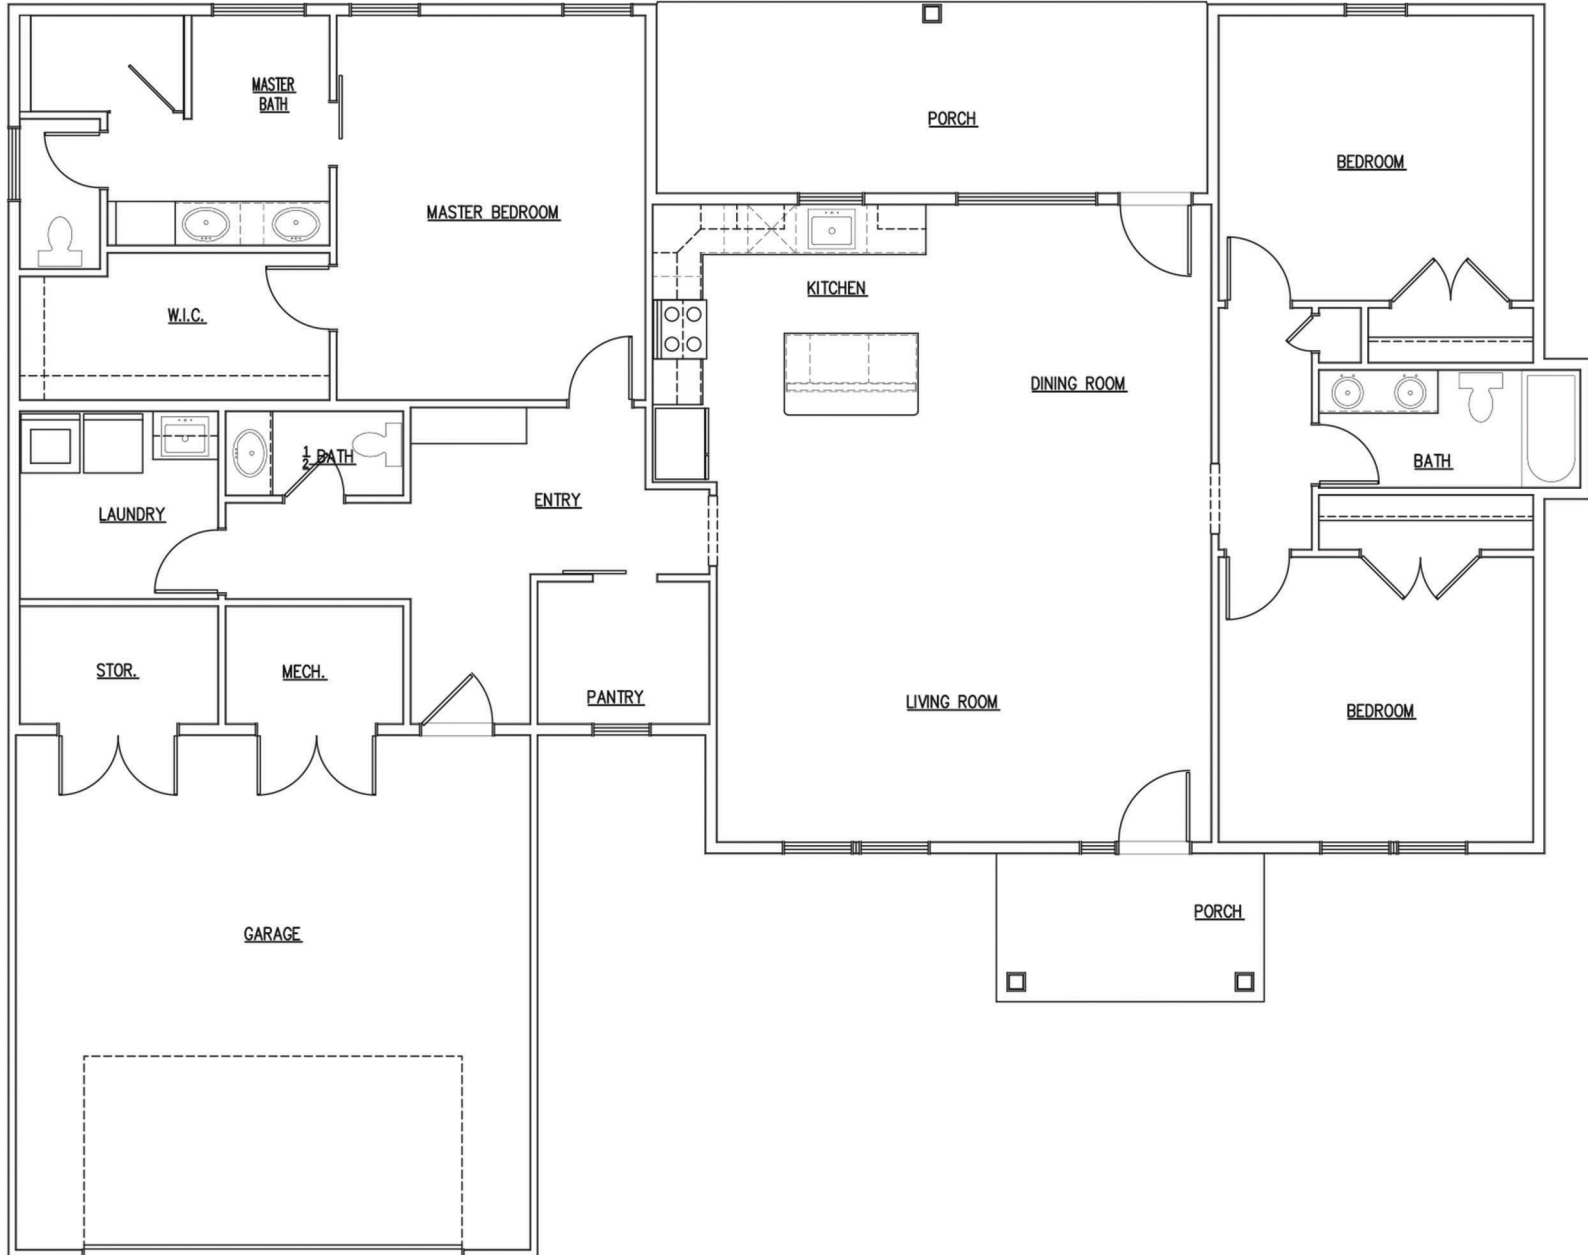 MASTER
BATH
PORCH
BEDROOM
MASTER BEDROOM
KITCHEN
W.I.C.
DINING ROOM
1/2 BATH
BATH
ENTRY
LAUNDRY
STOR.
MECH.
PANTRY
LIVING ROOM
BEDROOM
PORCH
GARAGE